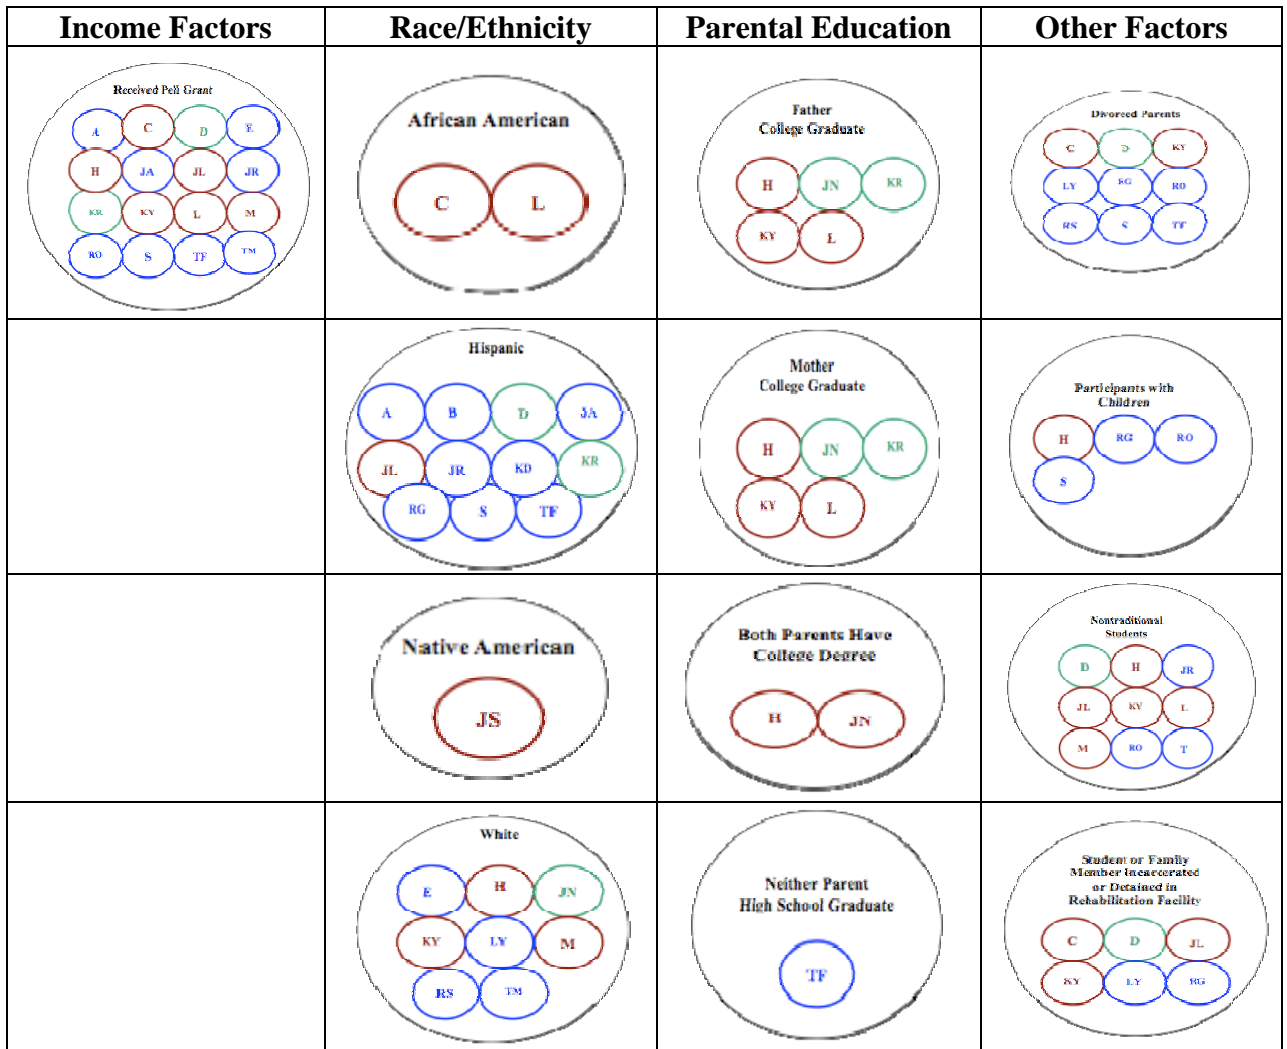 Income Factors Race/Ethnicity Parental Education Other Factors
Received Pell Grant
A C D E
H JA JL JR
KR KY L M
RO S TF TM
African American
C L
Father
College Graduate
H JN KR
KY L
Divorced Parents
C D KY
LY RG RO
RS S TF
Hispanic
A B D JA
JL JR KD KR
RG S TF
Mother
College Graduate
H JN KR
KY L
Participants with
Children
H RG RO
S
Native American
JS
Both Parents Have
College Degree
H JN
Nontraditional
Students
D H JR
JL KY L
M RO T
White
E H JN
KY LY M
RS TM
Neither Parent
High School Graduate
TF
Student or Family
Member Incarcerated
or Detained in
Rehabilitation Facility
C D JL
KY LY RG